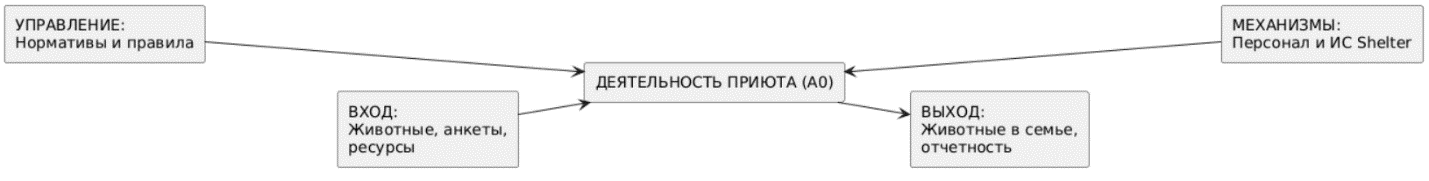 УПРАВЛЕНИЕ:
Нормативы и правила
МЕХАНИЗМЫ:
Персонал и ИС Shelter
ДЕЯТЕЛЬНОСТЬ ПРИЮТА (А0)
ВХОД:
Животные, анкеты,
ресурсы
ВЫХОД:
Животные в семье,
отчетность